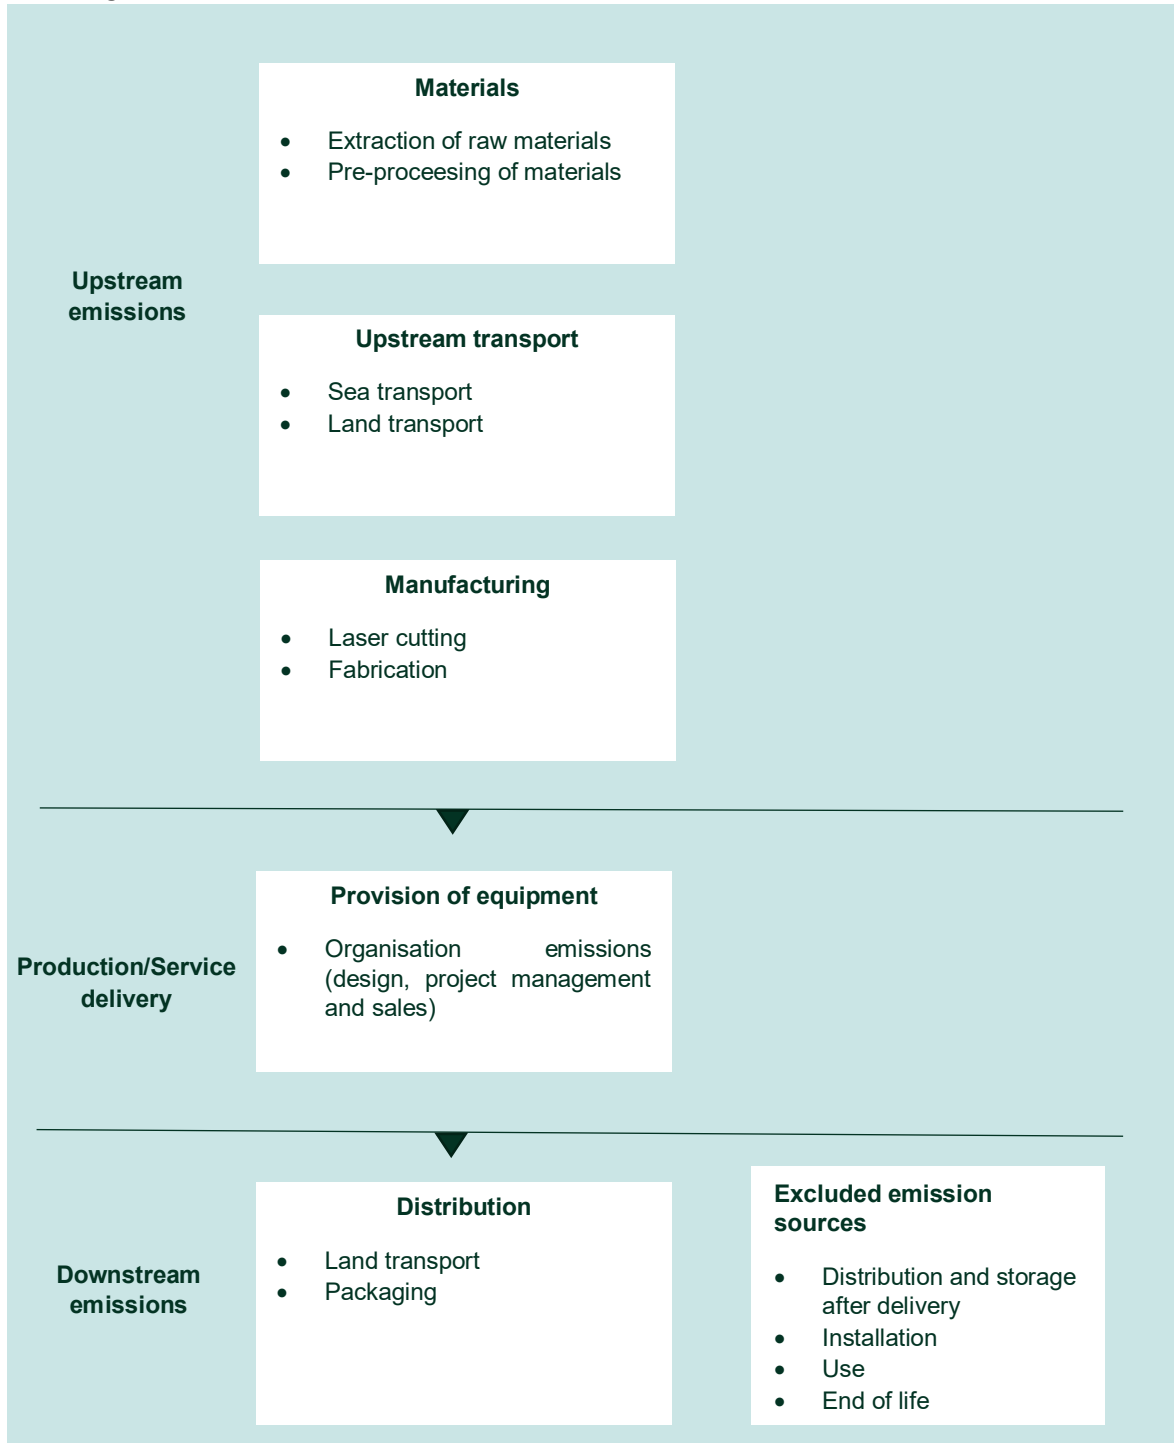 Materials
• Extraction of raw materials
• Pre-proceesing of materials
Upstream
emissions
Upstream transport
• Sea transport
• Land transport
Manufacturing
• Laser cutting
• Fabrication
Provision of equipment
• Organisation emissions
(design, project management
and sales)
Production/Service
delivery
Distribution
• Land transport
• Packaging
Downstream
emissions
Excluded emission
sources
• Distribution and storage
after delivery
• Installation
• Use
• End of life